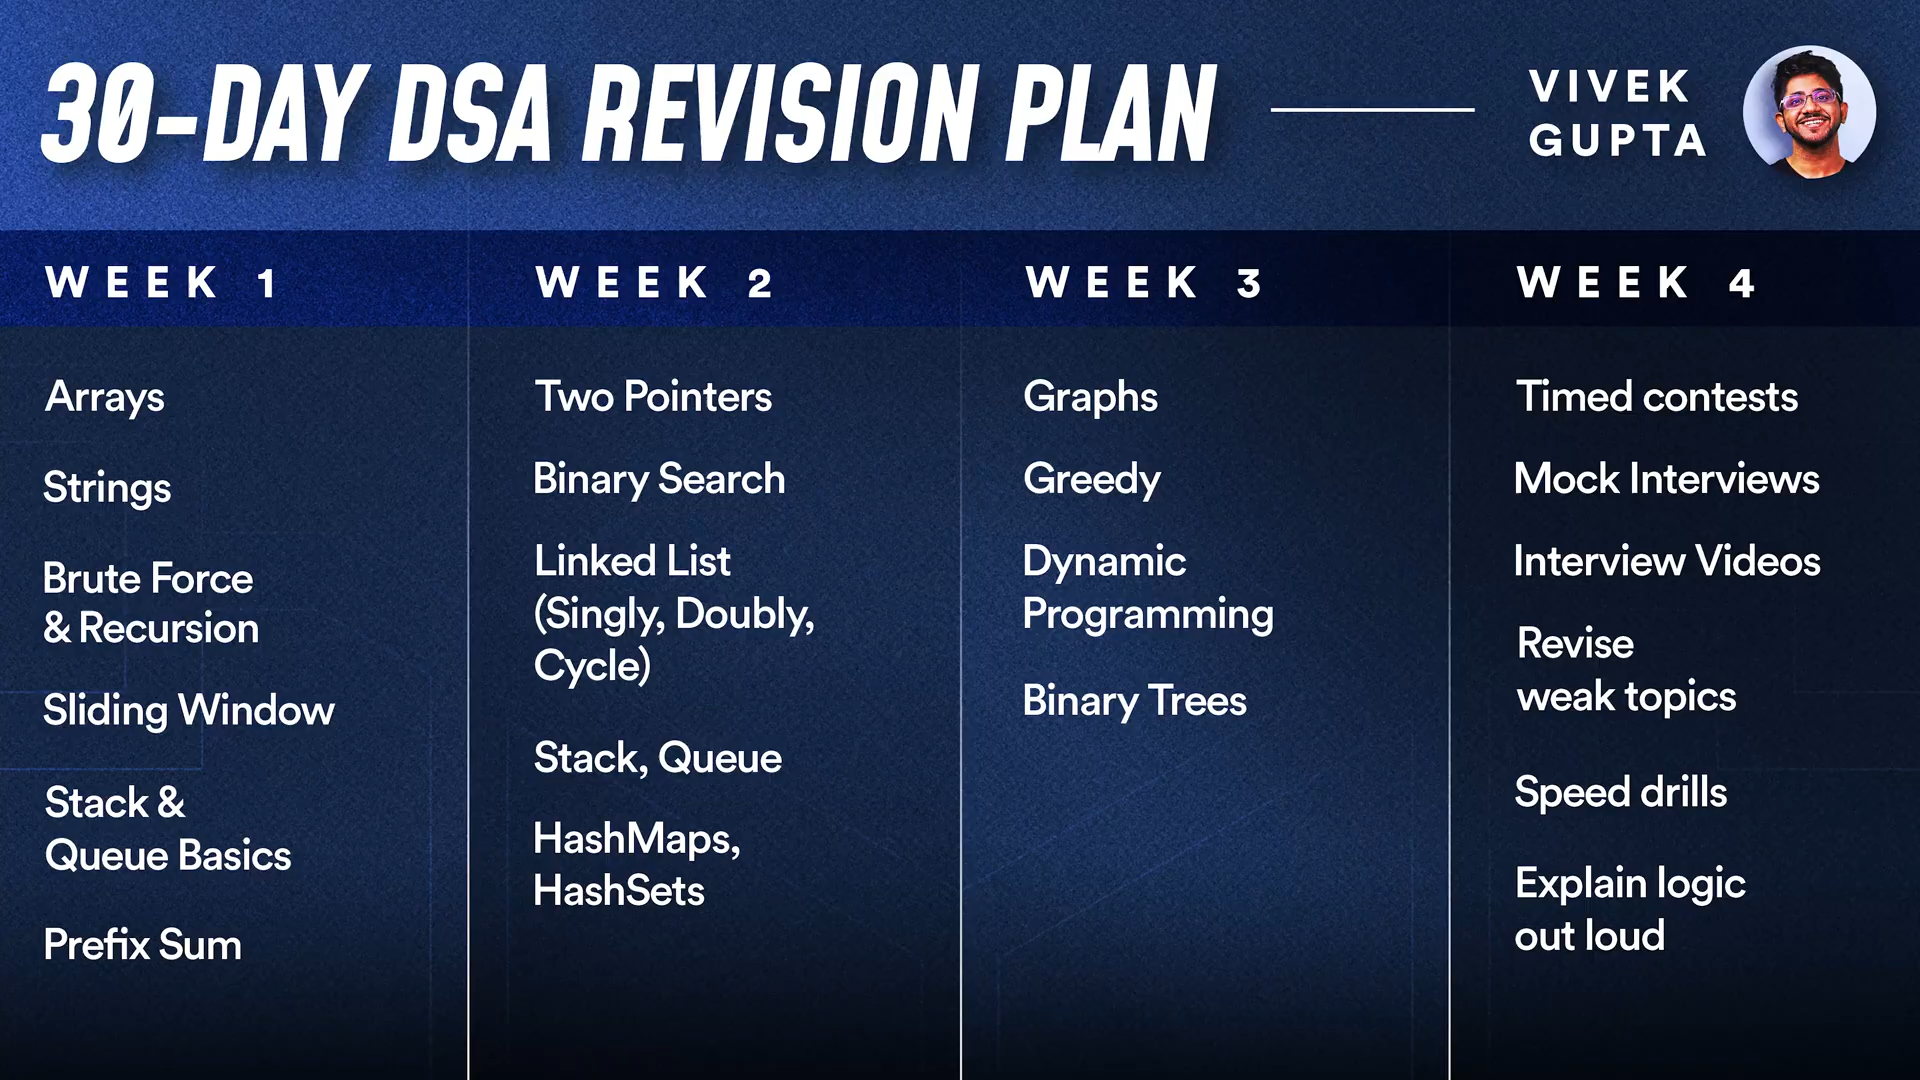 30-DAY DSA REVISION PLAN
VIVEK
GUPTA
WEEK 1
Arrays
Strings
Brute Force
& Recursion
Sliding Window
Stack &
Queue Basics
Prefix Sum
WEEK 2
Two Pointers
Binary Search
Linked List
(Singly, Doubly,
Cycle)
Stack, Queue
HashMaps,
HashSets
WEEK 3
Graphs
Greedy
Dynamic
Programming
Binary Trees
WEEK 4
Timed contests
Mock Interviews
Interview Videos
Revise
weak topics
Speed drills
Explain logic
out loud